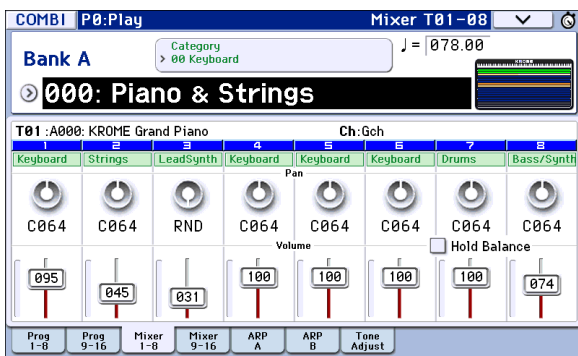 COMBI P0:Play Mixer T01-08
Bank A
Category
00 Keyboard
♩= 078.00
KROME
000: Piano & Strings
T01 :A000: KROME Grand Piano Ch:Gch
1 2 3 4 5 6 7 8
Keyboard Strings LeadSynth Keyboard Keyboard Keyboard Drums Bass/Synth
Pan
C064 C064 RND C064 C064 C064 C064 C064
Volume
Hold Balance
095 045 031 100 100 100 100 074
Prog 1-8 Prog 9-16 Mixer 1-8 Mixer 9-16 ARP A ARP B Tone Adjust